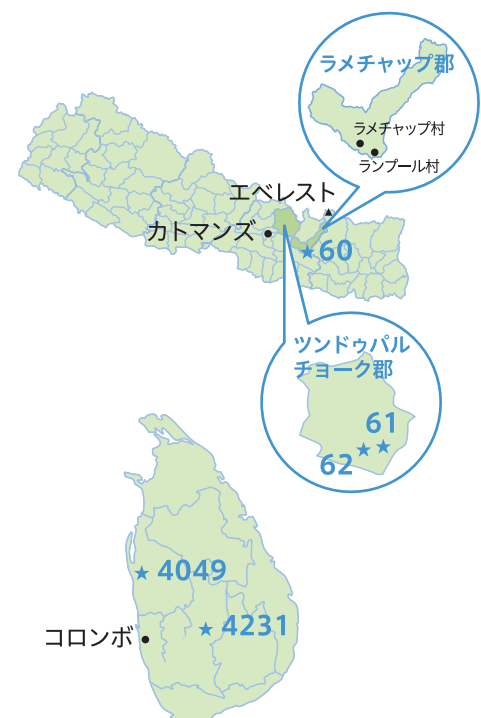 ラメチャップ郡
ラメチャップ村
ランプール村
エベレスト
カトマンズ
60
ツンドゥパル
チョーク郡
61
62
4049
4231
コロンボ